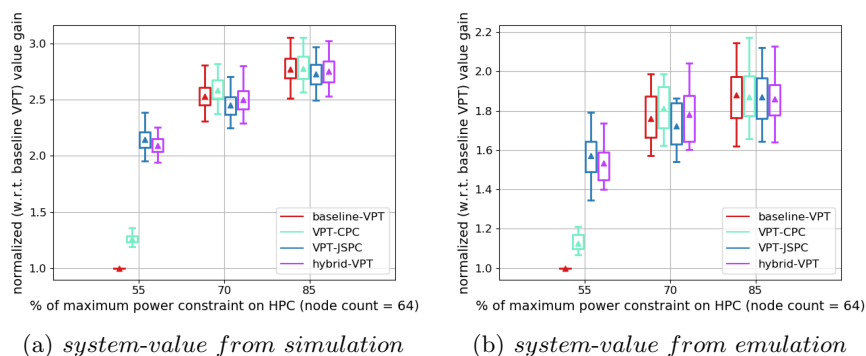 normalized (w.r.t. baseline VPT) value gain
3.0
2.5
2.0
1.5
1.0
baseline-VPT
VPT-CPC
VPT-JSPC
hybrid-VPT
55
70
85
% of maximum power constraint on HPC (node count = 64)
(a) system-value from simulation
normalized (w.r.t. baseline VPT) value gain
2.2
2.0
1.8
1.6
1.4
1.2
1.0
baseline-VPT
VPT-CPC
VPT-JSPC
hybrid-VPT
55
70
85
% of maximum power constraint on HPC (node count = 64)
(b) system-value from emulation